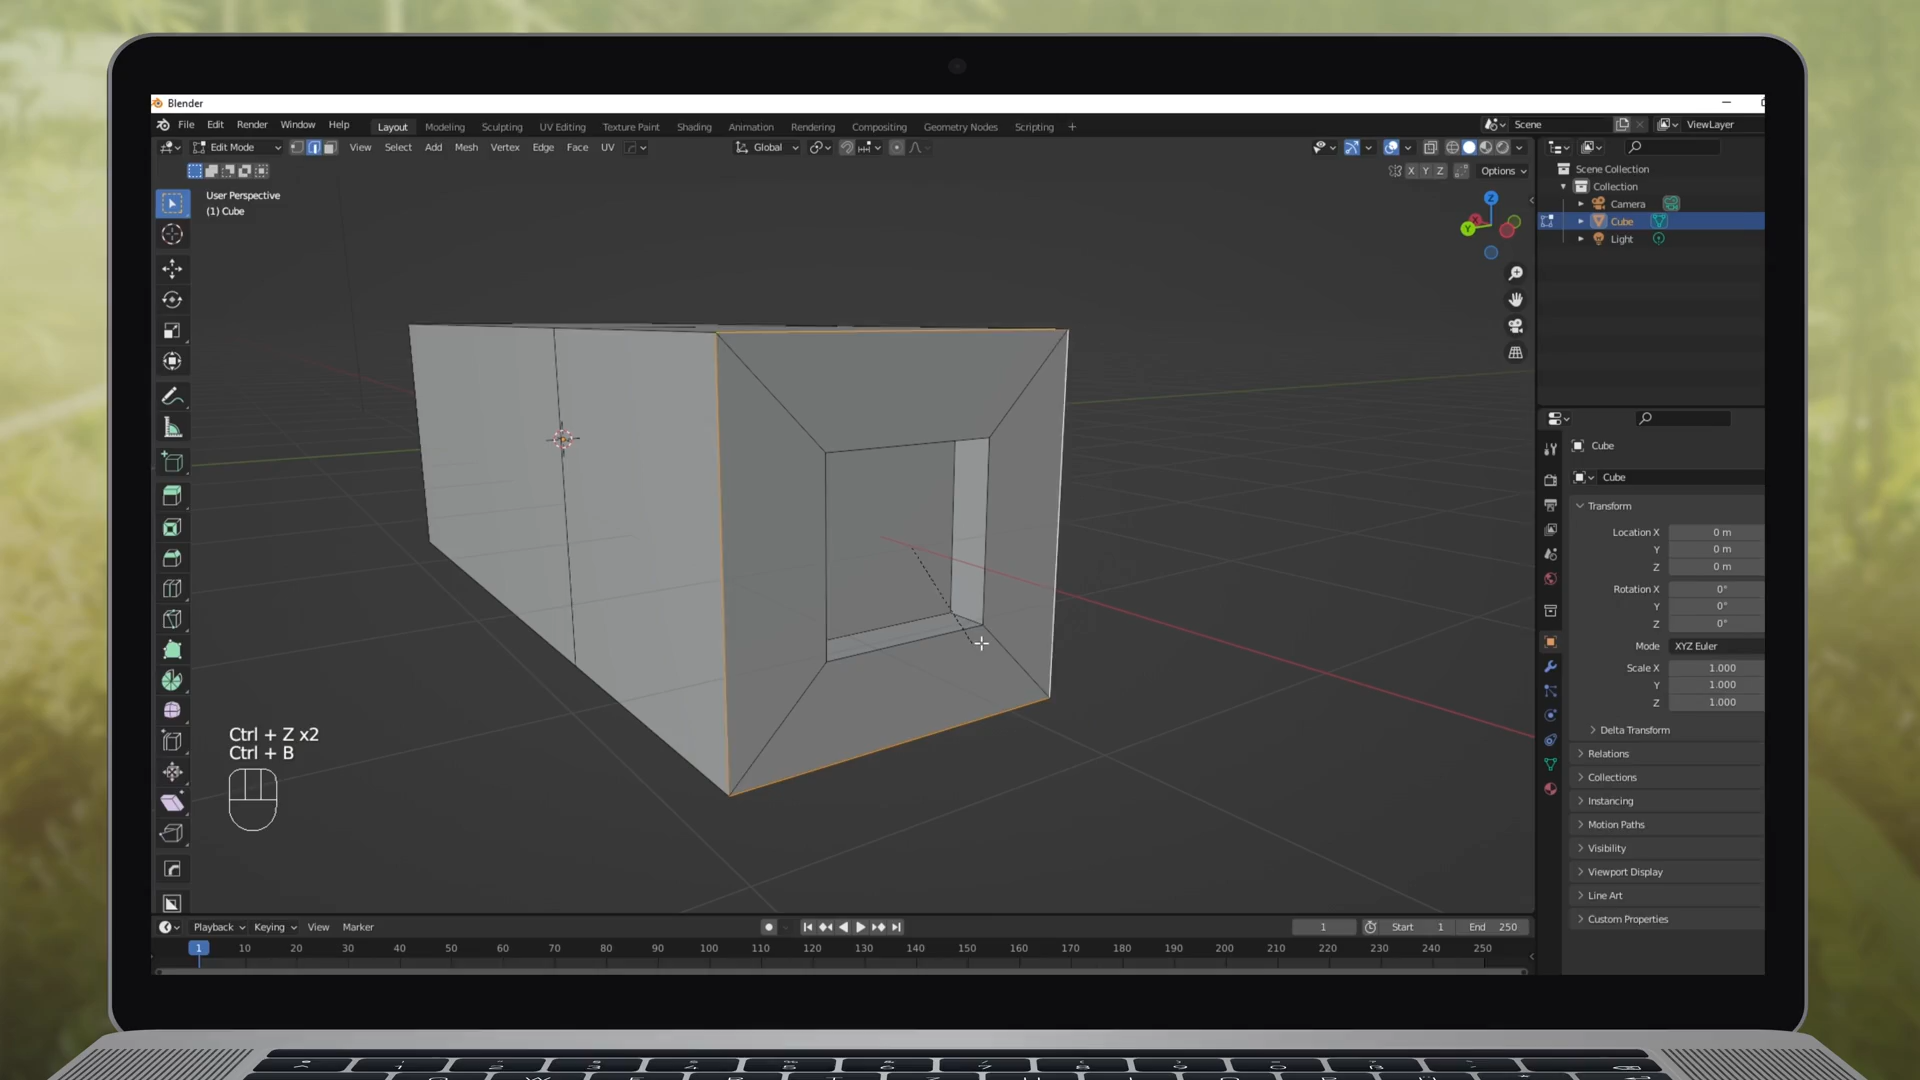 Blender
File Edit Render Window Help Layout Modeling Sculpting UV Editing Texture Paint Shading Animation Rendering Compositing Geometry Nodes Scripting + Scene ViewLayer
Edit Mode View Select Add Mesh Vertex Edge Face UV Global
X Y Z Options
User Perspective
(1) Cube
Z
X
Y
Scene Collection
Collection
Camera
Cube
Light
Cube
Cube
Transform
Location X 0 m
Y 0 m
Z 0 m
Rotation X 0°
Y 0°
Z 0°
Mode XYZ Euler
Scale X 1.000
Y 1.000
Z 1.000
Delta Transform
Relations
Collections
Instancing
Motion Paths
Visibility
Viewport Display
Line Art
Custom Properties
Ctrl + Z x2
Ctrl + B
Playback Keying View Marker 1 Start 1 End 250
1 10 20 30 40 50 60 70 80 90 100 110 120 130 140 150 160 170 180 190 200 210 220 230 240 250